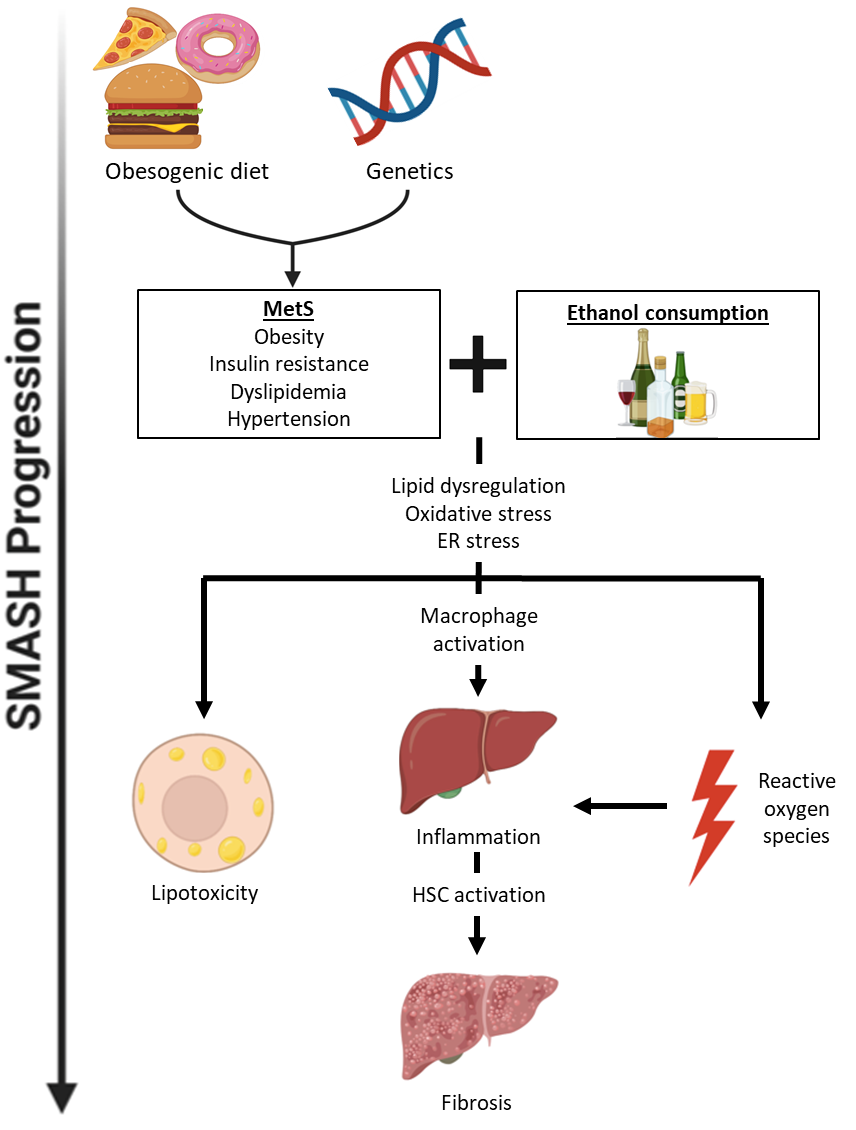 SMASH Progression
Obesogenic diet
Genetics
MetS
Obesity
Insulin resistance
Dyslipidemia
Hypertension
Ethanol consumption
Lipid dysregulation
Oxidative stress
ER stress
Macrophage
activation
Lipotoxicity
Inflammation
Reactive
oxygen
species
HSC activation
Fibrosis